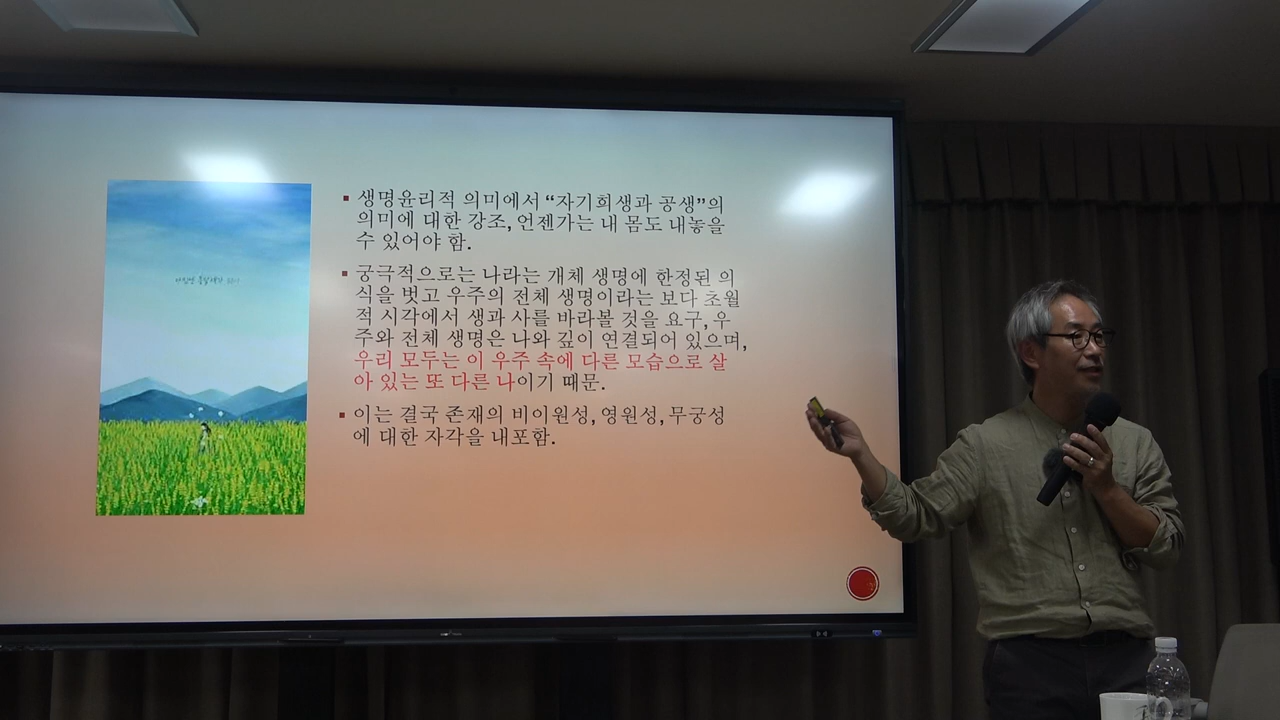 생명윤리적 의미에서 “자기희생과 공생”의
의미에 대한 강조, 언젠가는 내 몸도 내놓을
수 있어야 함.
궁극적으로는 나라는 개체 생명에 한정된 의
식을 벗고 우주의 전체 생명이라는 보다 초월
적 시각에서 생과 사를 바라볼 것을 요구, 우
주와 전체 생명은 나와 깊이 연결되어 있으며,
우리 모두는 이 우주 속에 다른 모습으로 살
아 있는 또 다른 나이기 때문.
이는 결국 존재의 비이원성, 영원성, 무궁성
에 대한 자각을 내포함.